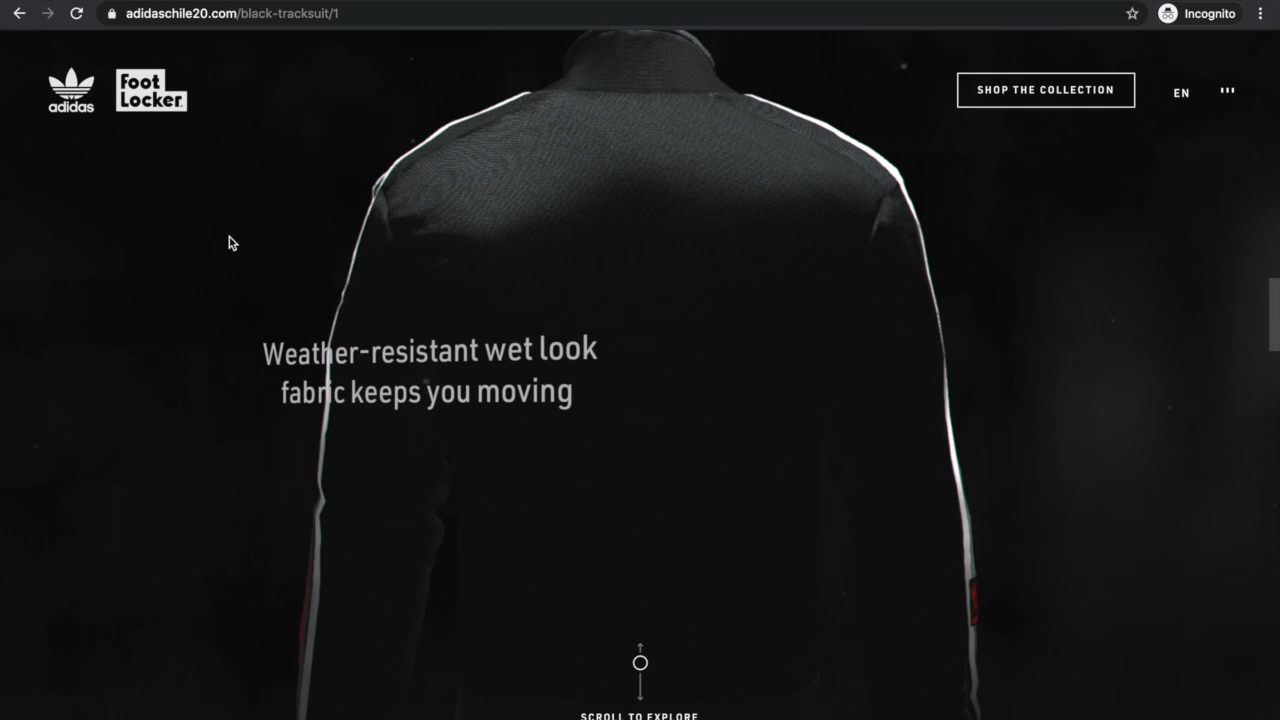 adidaschile20.com/black-tracksuit/1
Incognito
adidas
Foot
Locker.
SHOP THE COLLECTION
EN
Weather-resistant wet look
fabric keeps you moving
SCROLL TO EXPLORE